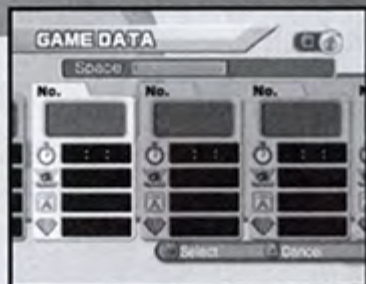 GAME DATA
Space
No. No. No.
: : : : : :
A A A
Select Cancel